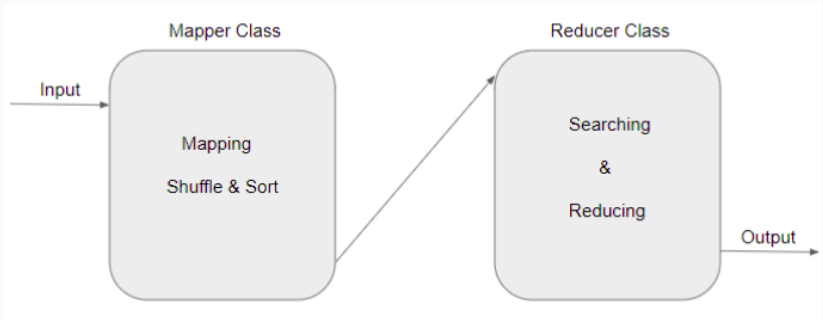 Mapper Class
Reducer Class
Input
Mapping
Shuffle & Sort
Searching
&
Reducing
Output